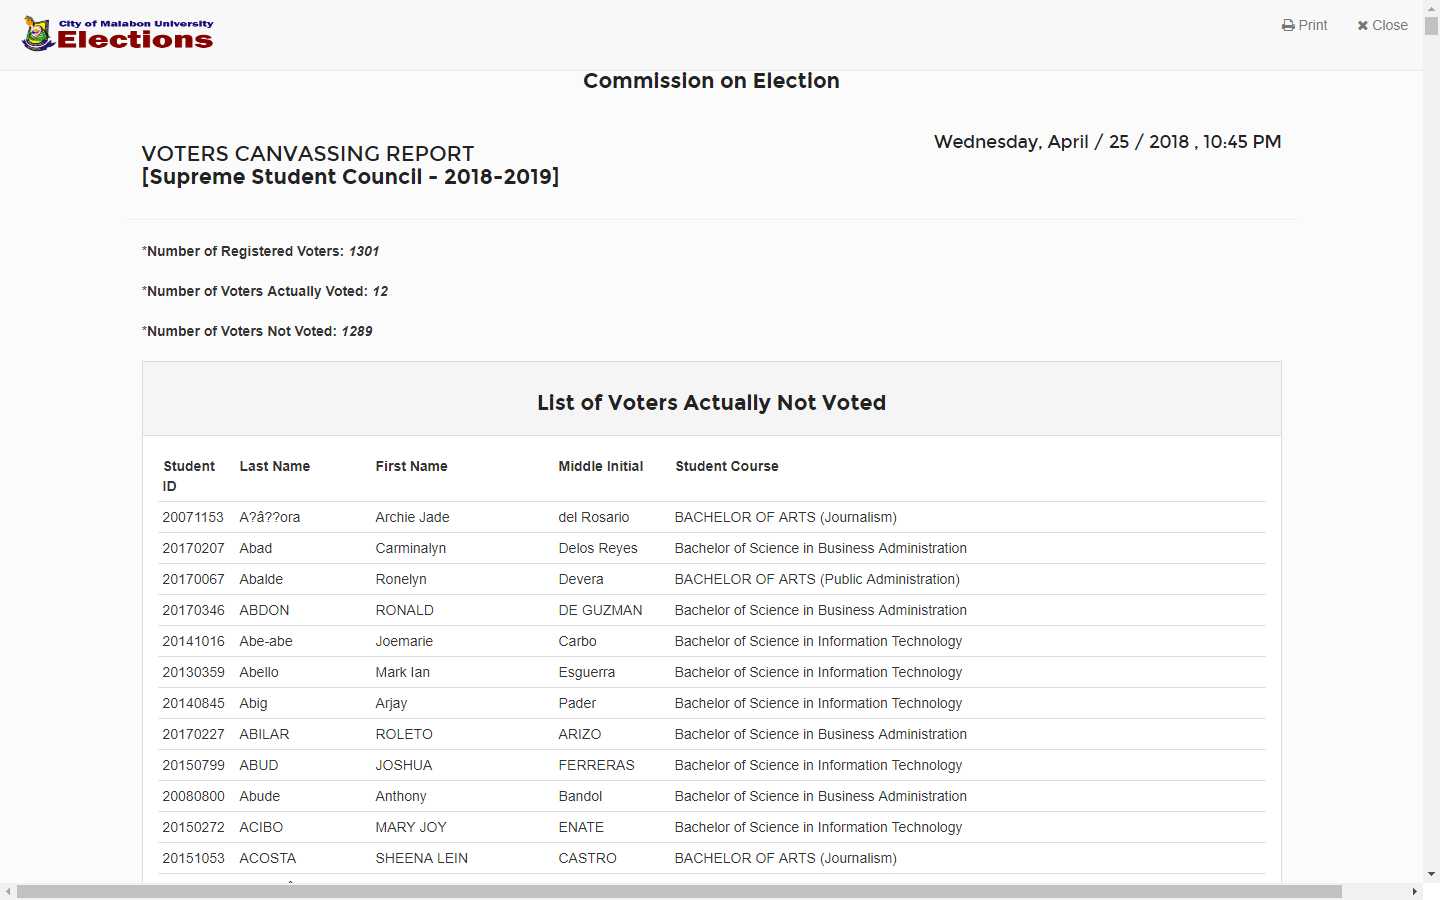 City of Malabon University
Elections
Print
Close
Commission on Election
Wednesday, April / 25 / 2018 , 10:45 PM
VOTERS CANVASSING REPORT
[Supreme Student Council - 2018-2019]
*Number of Registered Voters: 1301
*Number of Voters Actually Voted: 12
*Number of Voters Not Voted: 1289
List of Voters Actually Not Voted
Student ID Last Name First Name Middle Initial Student Course
20071153 A?â??ora Archie Jade del Rosario BACHELOR OF ARTS (Journalism)
20170207 Abad Carminalyn Delos Reyes Bachelor of Science in Business Administration
20170067 Abalde Ronelyn Devera BACHELOR OF ARTS (Public Administration)
20170346 ABDON RONALD DE GUZMAN Bachelor of Science in Business Administration
20141016 Abe-abe Joemarie Carbo Bachelor of Science in Information Technology
20130359 Abello Mark Ian Esguerra Bachelor of Science in Information Technology
20140845 Abig Arjay Pader Bachelor of Science in Information Technology
20170227 ABILAR ROLETO ARIZO Bachelor of Science in Business Administration
20150799 ABUD JOSHUA FERRERAS Bachelor of Science in Information Technology
20080800 Abude Anthony Bandol Bachelor of Science in Business Administration
20150272 ACIBO MARY JOY ENATE Bachelor of Science in Information Technology
20151053 ACOSTA SHEENA LEIN CASTRO BACHELOR OF ARTS (Journalism)